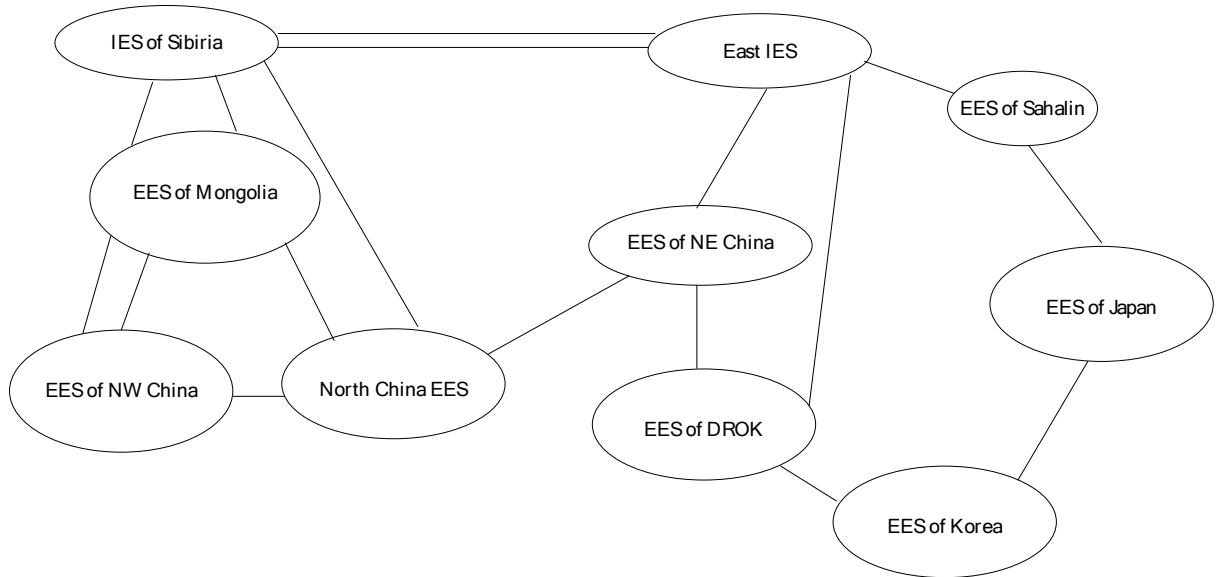 IES of Sibiria
East IES
EES of Sahalin
EES of Mongolia
EES of NE China
EES of Japan
EES of NW China
North China EES
EES of DROK
EES of Korea